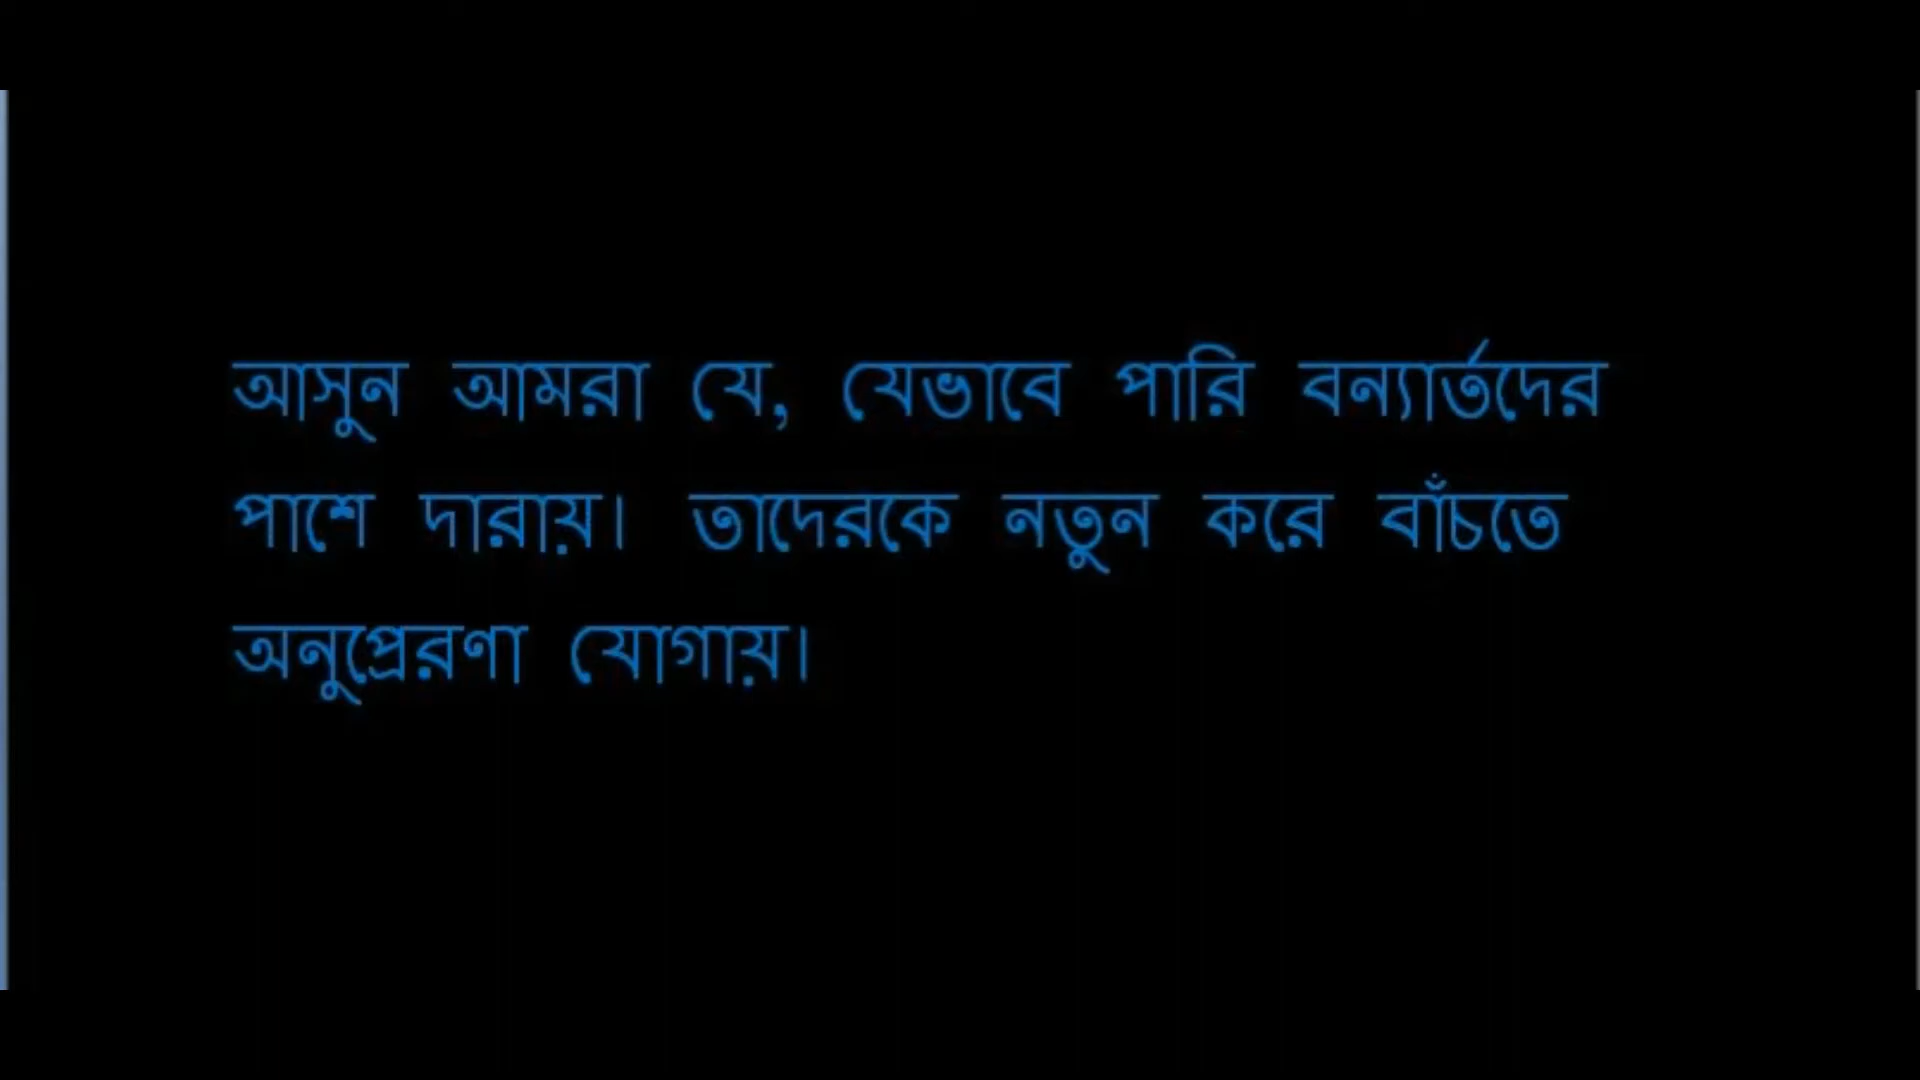 আসুন আমরা যে, যেভাবে পারি বন্যার্তদের
পাশে দারায়। তাদেরকে নতুন করে বাঁচতে
অনুপ্রেরণা যোগায়।